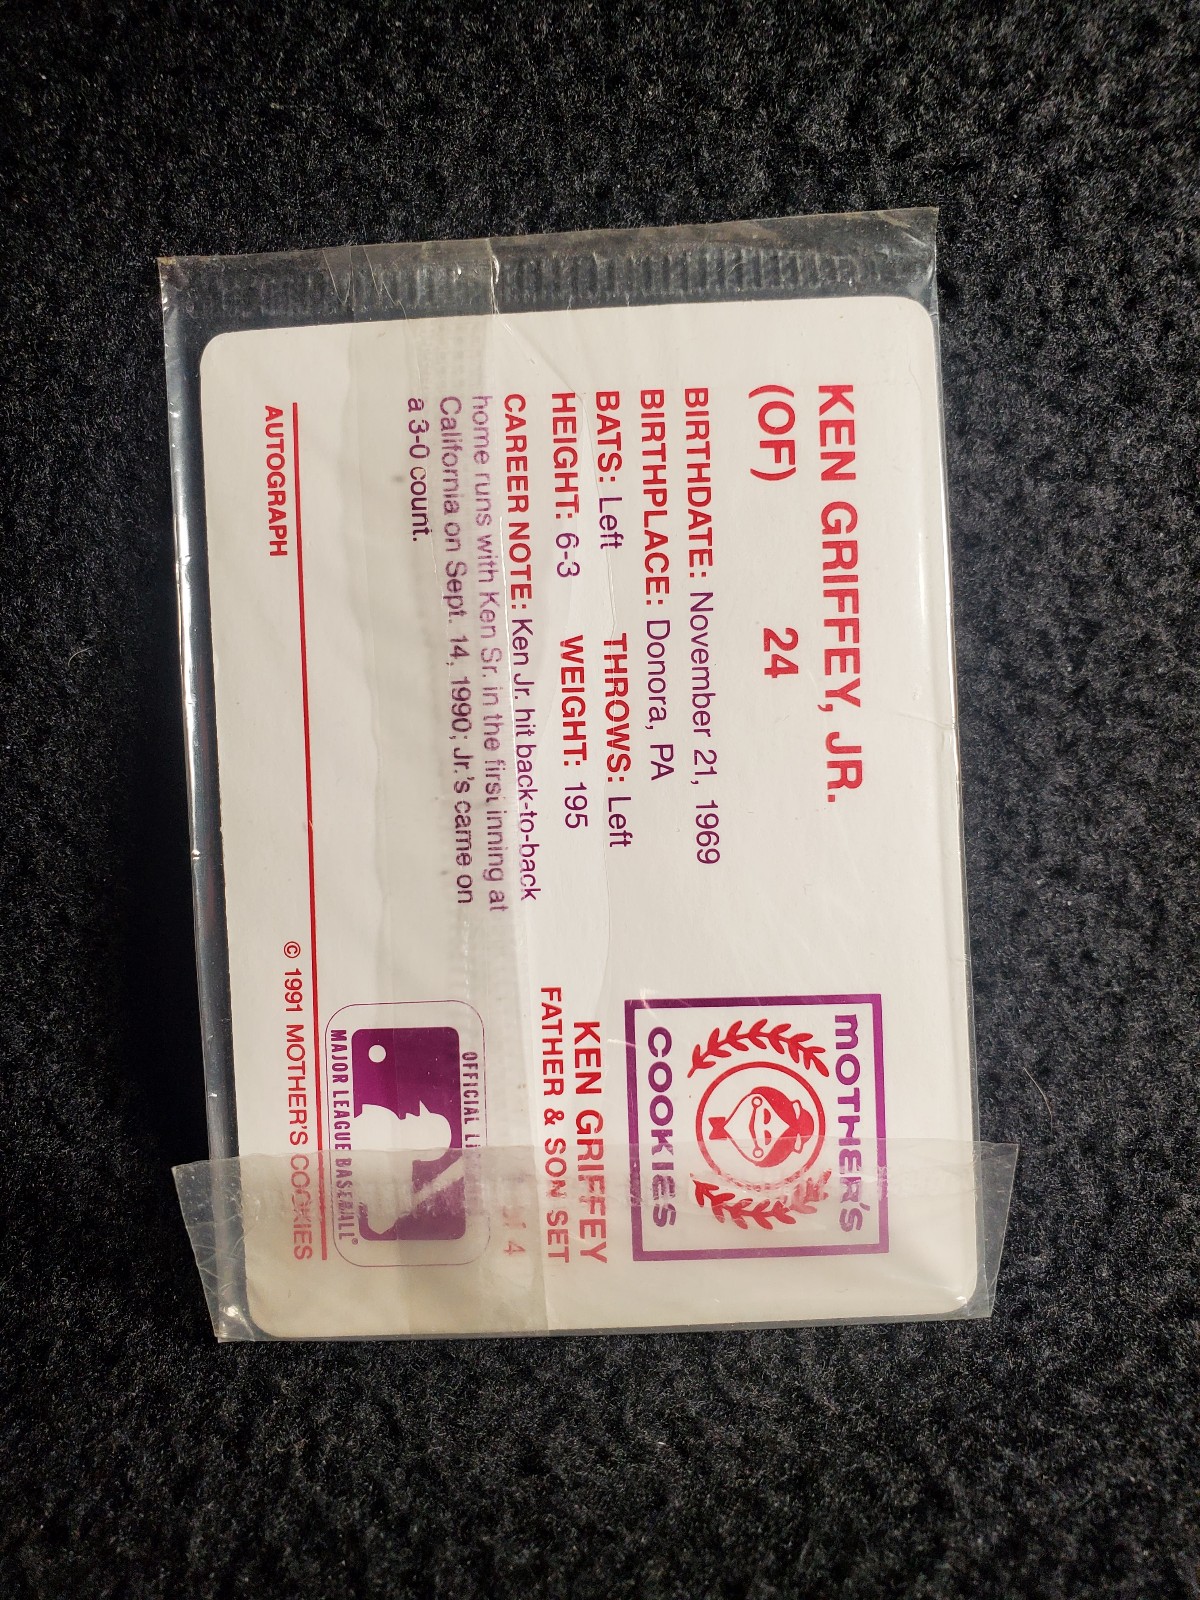 KEN GRIFFEY, JR.
(OF) 24
BIRTHDATE: November 21, 1969
BIRTHPLACE: Donora, PA
BATS: Left THROWS: Left
HEIGHT: 6-3 WEIGHT: 195
CAREER NOTE: Ken Jr. hit back-to-back
home runs with Ken Sr. in the first inning at
California on Sept. 14, 1990; Jr.'s came on
a 3-0 count.
AUTOGRAPH
MOTHER'S
COOKIES
KEN GRIFFEY
FATHER & SON SET
of 4
OFFICIAL
MAJOR LEAGUE BASEBALL®
© 1991 MOTHER'S COOKIES